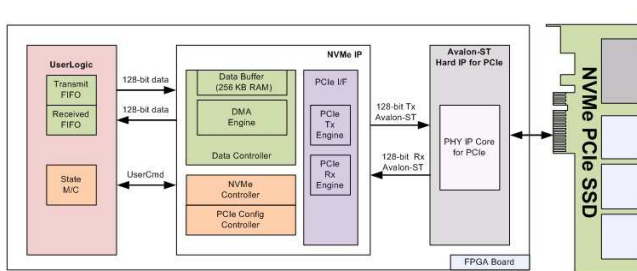 UserLogic
Transmit
FIFO
Received
FIFO
State
M/C
128-bit data
128-bit data
UserCmd
NVMe IP
Data Buffer
(256 KB RAM)
DMA
Engine
Data Controller
NVMe
Controller
PCIe Config
Controller
PCIe I/F
PCIe
Tx
Engine
PCIe
Rx
Engine
128-bit Tx
Avalon-ST
128-bit Rx
Avalon-ST
Avalon-ST
Hard IP for PCIe
PHY IP Core
for PCIe
FPGA Board
NVMe PCIe SSD